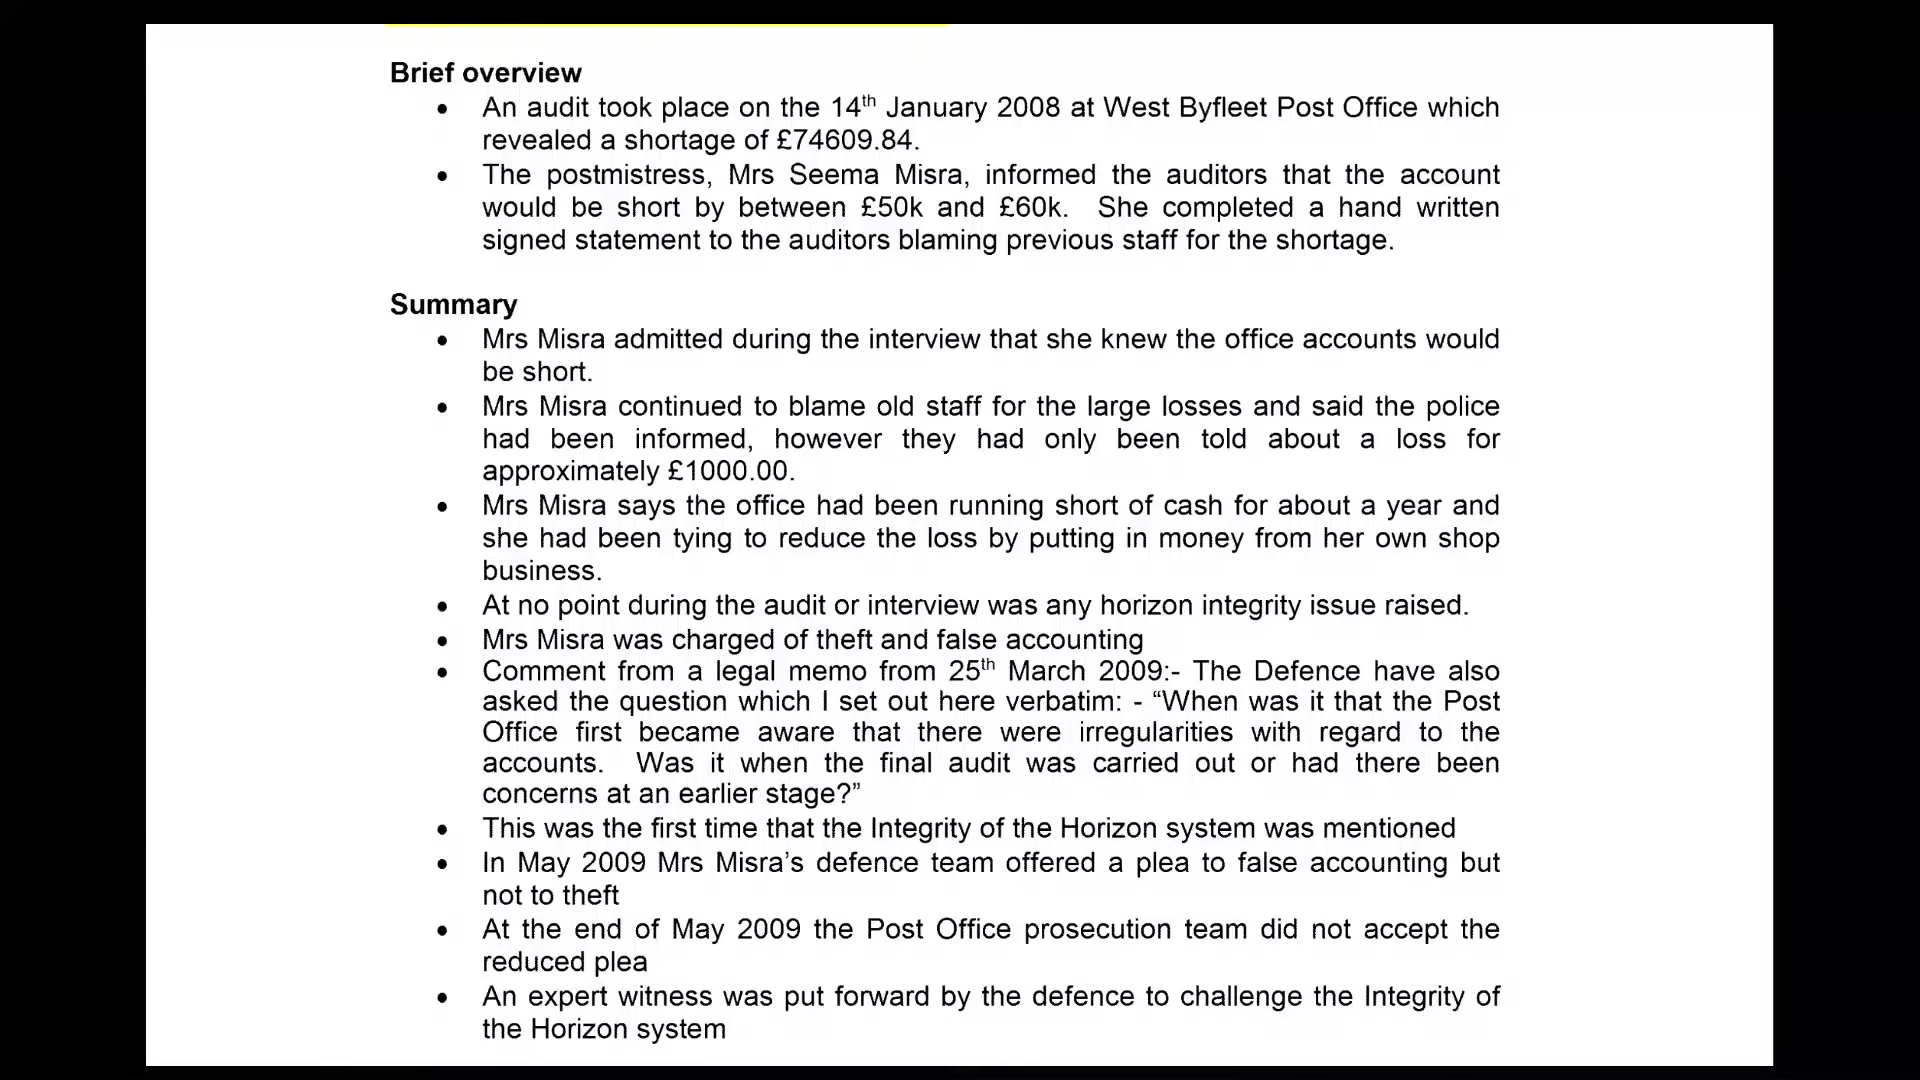 Brief overview
• An audit took place on the 14th January 2008 at West Byfleet Post Office which
revealed a shortage of £74609.84.
• The postmistress, Mrs Seema Misra, informed the auditors that the account
would be short by between £50k and £60k. She completed a hand written
signed statement to the auditors blaming previous staff for the shortage.
Summary
• Mrs Misra admitted during the interview that she knew the office accounts would
be short.
• Mrs Misra continued to blame old staff for the large losses and said the police
had been informed, however they had only been told about a loss for
approximately £1000.00.
• Mrs Misra says the office had been running short of cash for about a year and
she had been tying to reduce the loss by putting in money from her own shop
business.
• At no point during the audit or interview was any horizon integrity issue raised.
• Mrs Misra was charged of theft and false accounting
• Comment from a legal memo from 25th March 2009:- The Defence have also
asked the question which I set out here verbatim: - “When was it that the Post
Office first became aware that there were irregularities with regard to the
accounts. Was it when the final audit was carried out or had there been
concerns at an earlier stage?”
• This was the first time that the Integrity of the Horizon system was mentioned
• In May 2009 Mrs Misra’s defence team offered a plea to false accounting but
not to theft
• At the end of May 2009 the Post Office prosecution team did not accept the
reduced plea
• An expert witness was put forward by the defence to challenge the Integrity of
the Horizon system